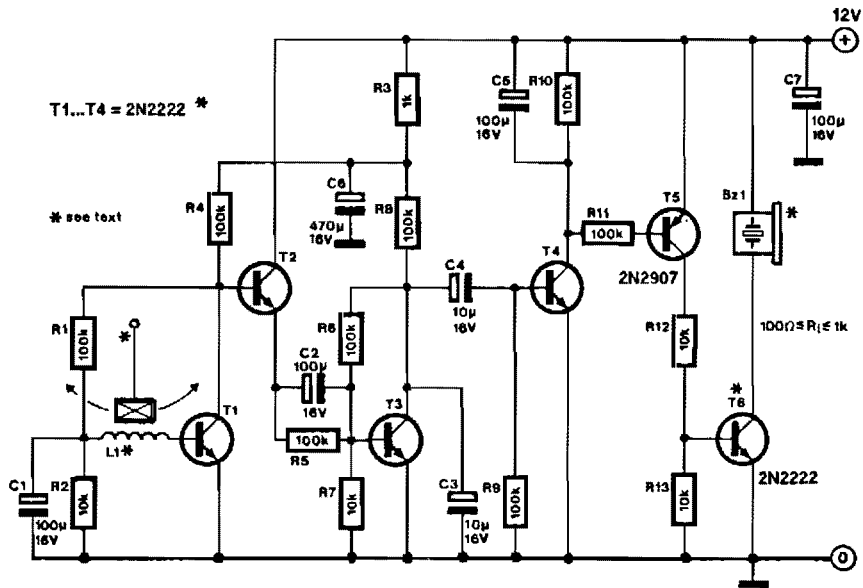 12V
+
T1...T4 = 2N2222 *
* see text
R3
1k
C5
100µ
16V
R10
100k
C7
100µ
16V
R4
100k
C6
470µ
16V
R8
100k
T2
R11
100k
T5
2N2907
Bz1
*
C4
10µ
16V
T4
R1
100k
*
C2
100µ
16V
R6
100k
R12
10k
100Ω ≤ Ri ≤ 1k
T1
L1*
R5
100k
T3
*
T6
2N2222
C1
100µ
16V
R2
10k
R7
10k
C3
10µ
16V
R9
100k
R13
10k
0